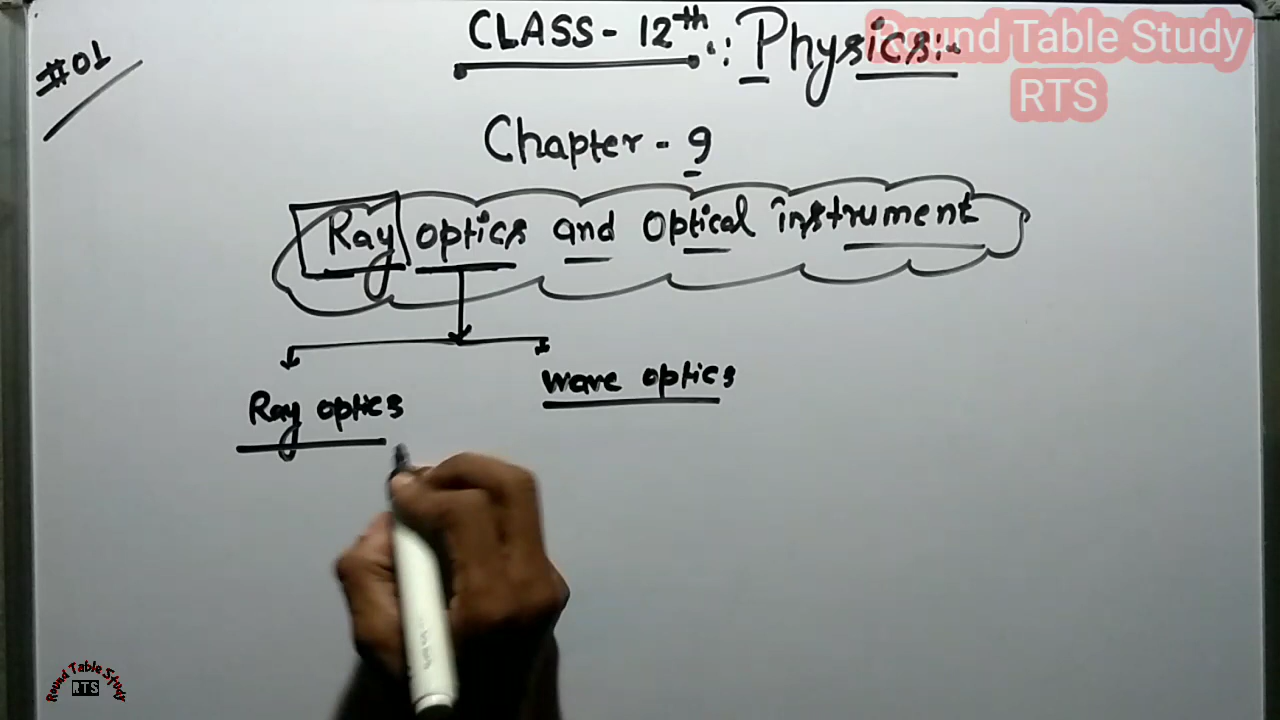 #01
CLASS- 12th :: Physics:-
Round Table Study
RTS
Chapter - 9
Ray optics and Optical instrument
Wave optics
Ray optics
Round Table Study
RTS